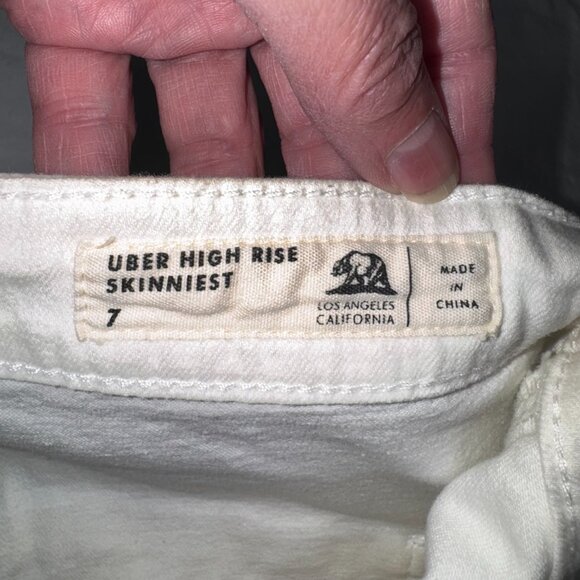 UBER HIGH RISE
SKINNIEST
7
LOS ANGELES
CALIFORNIA
MADE
IN
CHINA